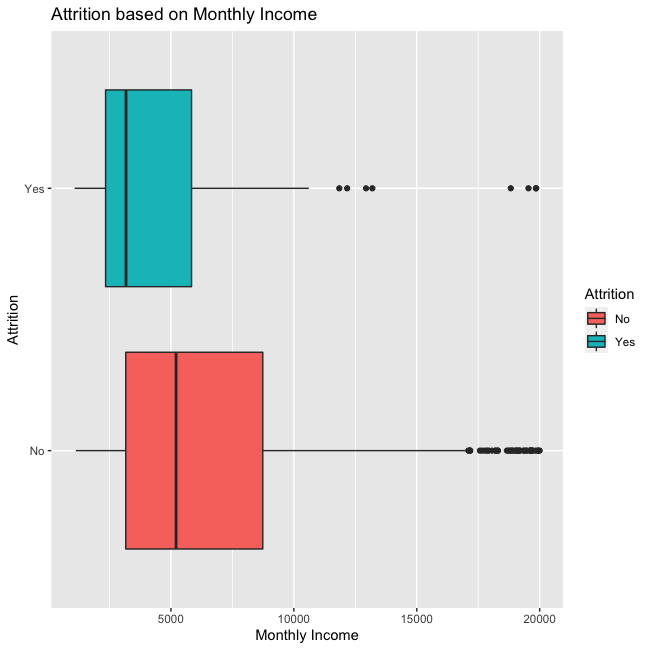 Attrition based on Monthly Income
Yes
No
Attrition
5000
10000
15000
20000
Monthly Income
Attrition
No
Yes